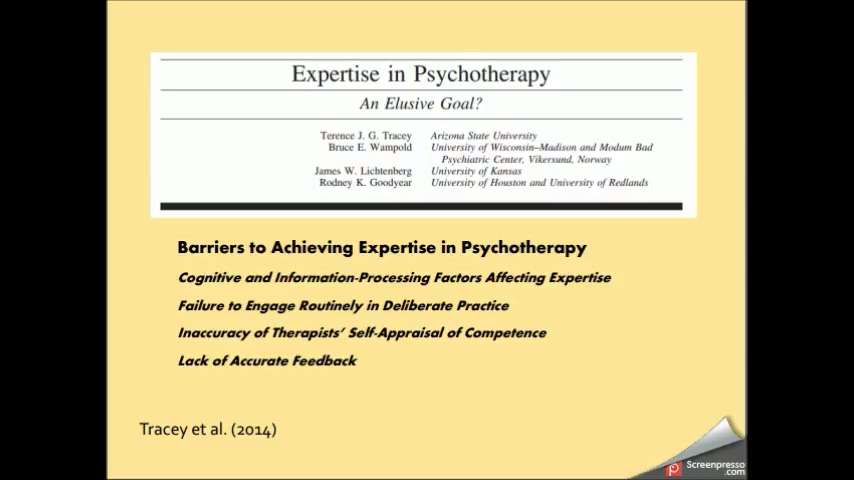 Expertise in Psychotherapy
An Elusive Goal?
Terence J. G. Tracey Arizona State University
Bruce E. Wampold University of Wisconsin–Madison and Modum Bad
Psychiatric Center, Vikersund, Norway
James W. Lichtenberg University of Kansas
Rodney K. Goodyear University of Houston and University of Redlands
Barriers to Achieving Expertise in Psychotherapy
Cognitive and Information-Processing Factors Affecting Expertise
Failure to Engage Routinely in Deliberate Practice
Inaccuracy of Therapists' Self-Appraisal of Competence
Lack of Accurate Feedback
Tracey et al. (2014)
Screenpresso
.com